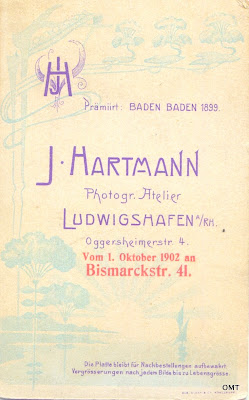 JH
Prämiirt: BADEN BADEN 1899.
J. HARTMANN
Photogr. Atelier
LUDWIGSHAFEN A/RH.
Oggersheimerstr. 4.
Vom 1. Oktober 1902 an
Bismarckstr. 41.
Die Platte bleibt für Nachbestellungen aufbewahrt.
Vergrösserungen nach jedem Bilde bis zu Lebensgrösse.
OMT